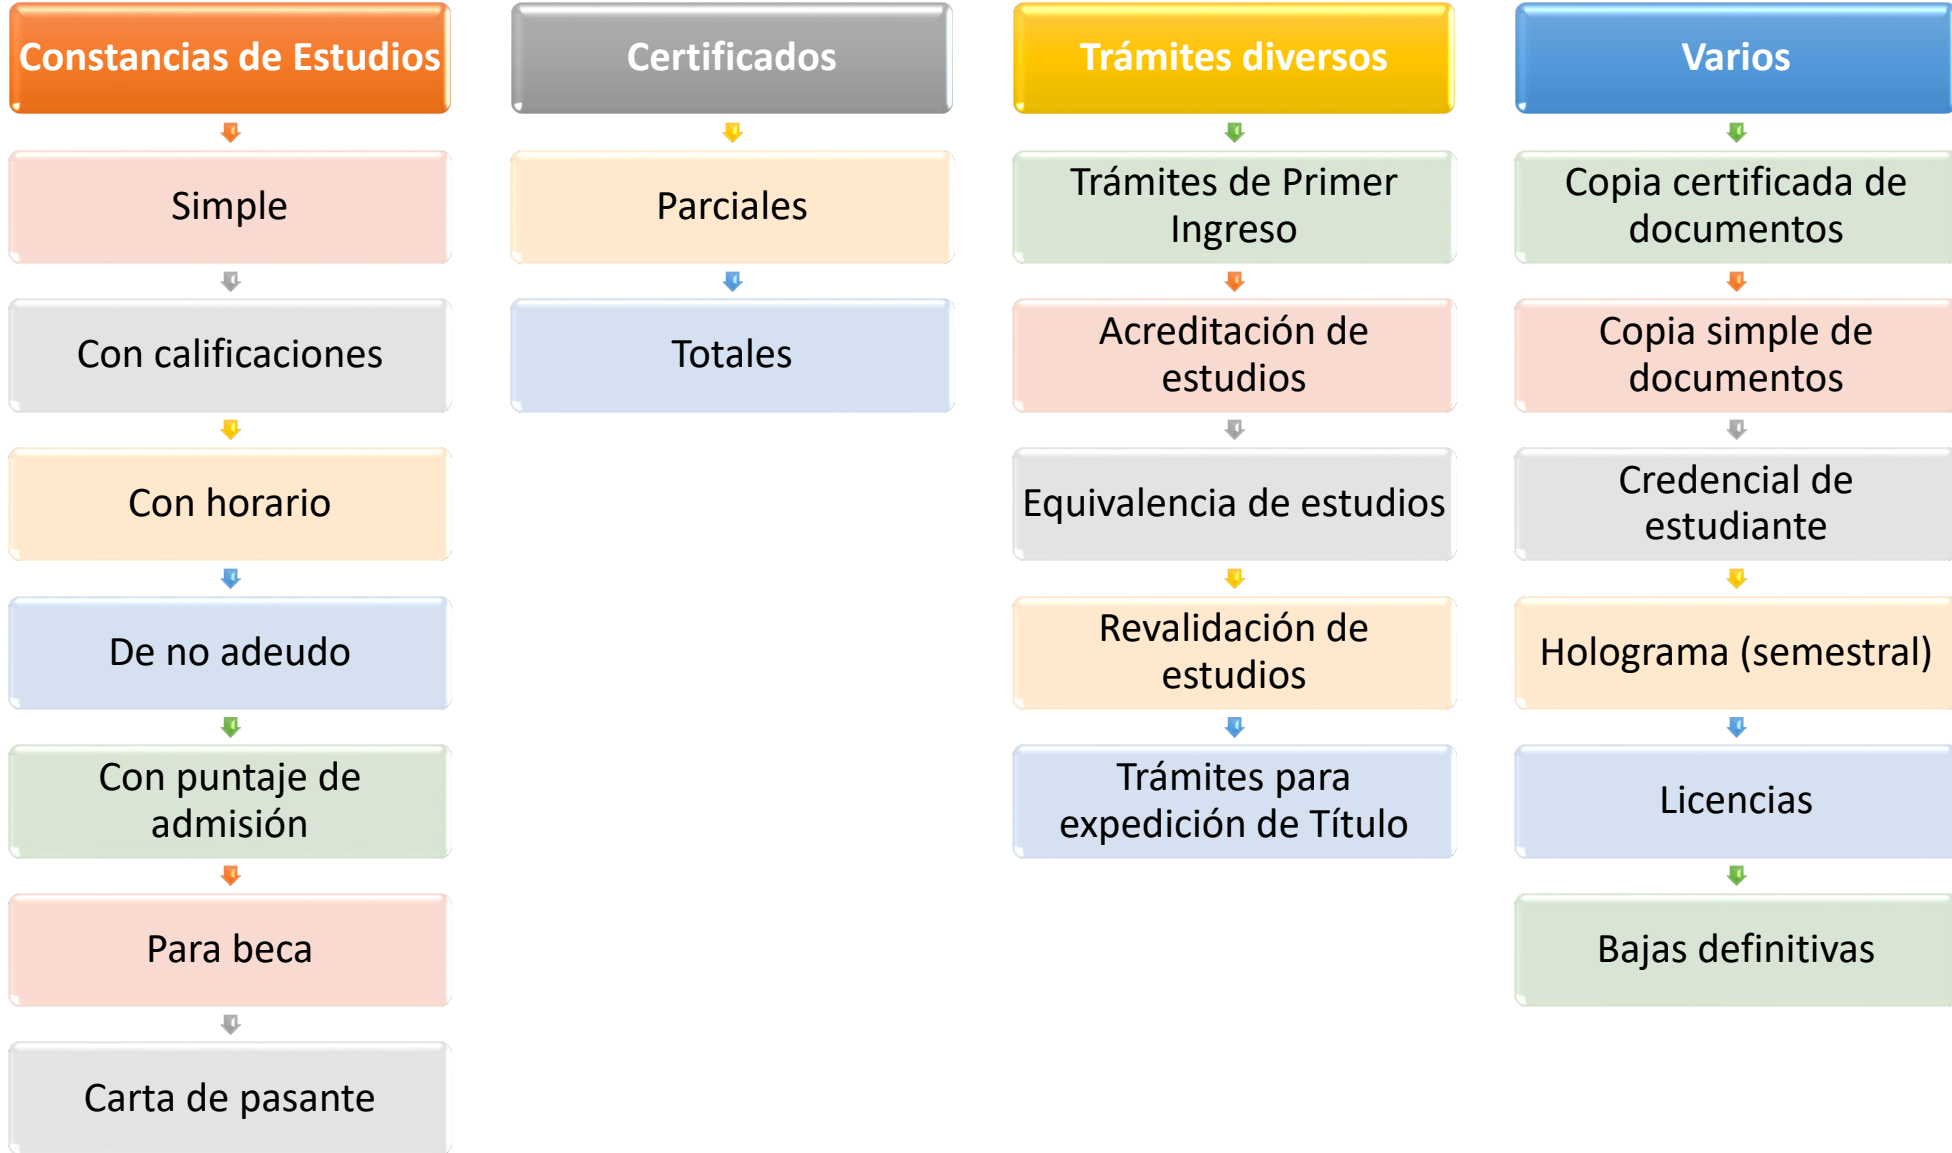 Constancias de Estudios
Simple
Con calificaciones
Con horario
De no adeudo
Con puntaje de
admisión
Para beca
Carta de pasante
Certificados
Parciales
Totales
Trámites diversos
Trámites de Primer
Ingreso
Acreditación de
estudios
Equivalencia de estudios
Revalidación de
estudios
Trámites para
expedición de Título
Varios
Copia certificada de
documentos
Copia simple de
documentos
Credencial de
estudiante
Holograma (semestral)
Licencias
Bajas definitivas